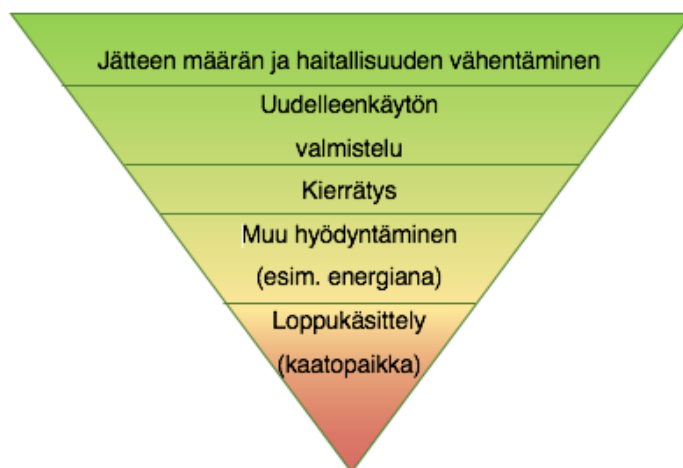 Jätteen määrän ja haitallisuuden vähentäminen
Uudelleenkäytön
valmistelu
Kierrätys
Muu hyödyntäminen
(esim. energiana)
Loppukäsittely
(kaatopaikka)